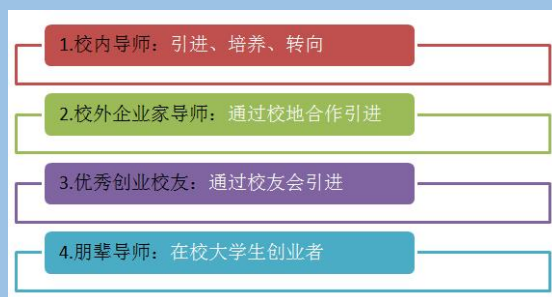 1.校内导师：引进、培养、转向
2.校外企业家导师：通过校地合作引进
3.优秀创业校友：通过校友会引进
4.朋辈导师：在校大学生创业者